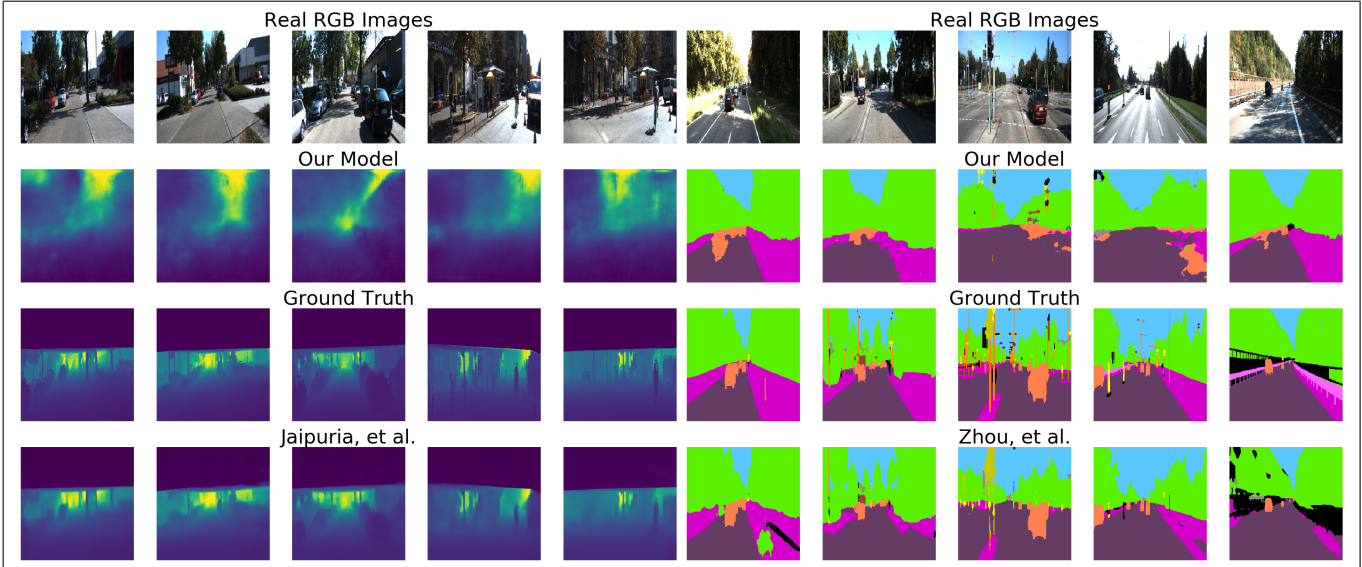 Real RGB Images
Real RGB Images
Our Model
Our Model
Ground Truth
Ground Truth
Jaipuria, et al.
Zhou, et al.